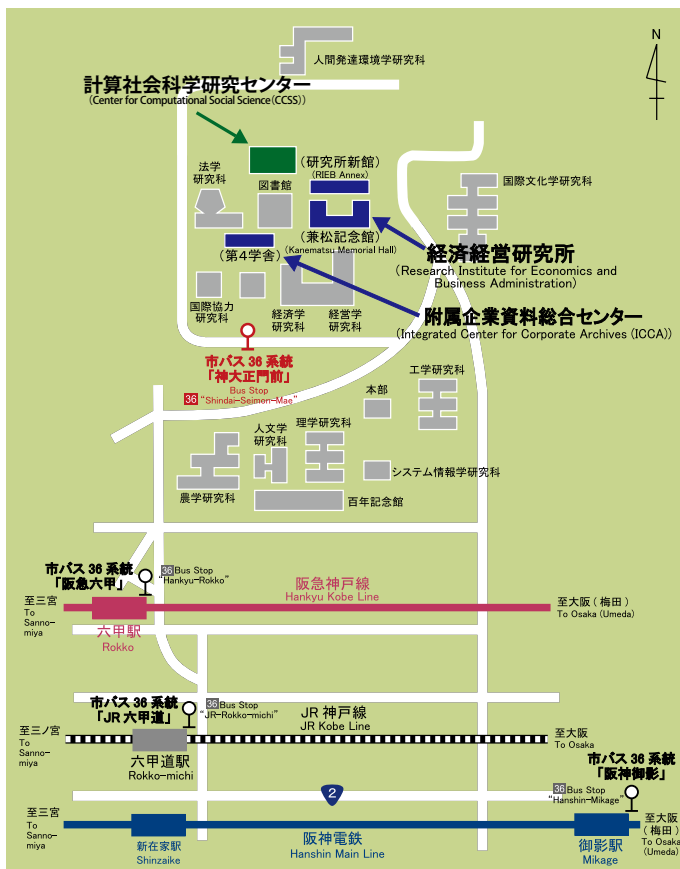 人間発達環境学研究科
N
計算社会科学研究センター
(Center for Computational Social Science(CCSS))
法学
研究科
図書館
(研究所新館)
(RIEB Annex)
国際文化学研究科
(兼松記念館)
(Kanematsu Memorial Hall)
(第4学舎)
経済経営研究所
(Research Institute for Economics and
Business Administration)
国際協力
研究科
経済学
研究科
経営学
研究科
附属企業資料総合センター
(Integrated Center for Corporate Archives (ICCA))
市バス 36 系統
「神大正門前」
Bus Stop
36 "Shindai-Seimon-Mae"
工学研究科
本部
人文学
研究科
理学研究科
農学研究科
システム情報学研究科
百年記念館
市バス 36 系統
「阪急六甲」
36 Bus Stop
"Hankyu-Rokko"
至三宮
To
Sanno-
miya
阪急神戸線
Hankyu Kobe Line
至大阪(梅田)
To Osaka (Umeda)
六甲駅
Rokko
市バス 36 系統
「JR 六甲道」
36 Bus Stop
"JR-Rokko-michi"
JR 神戸線
JR Kobe Line
至三ノ宮
To
Sanno-
miya
至大阪
To Osaka
六甲道駅
Rokko-michi
市バス 36 系統
「阪神御影」
36 Bus Stop
"Hanshin-Mikage"
2
至三宮
To
Sanno-
miya
新在家駅
Shinzaike
阪神電鉄
Hanshin Main Line
御影駅
Mikage
至大阪
(梅田)
To Osaka
(Umeda)